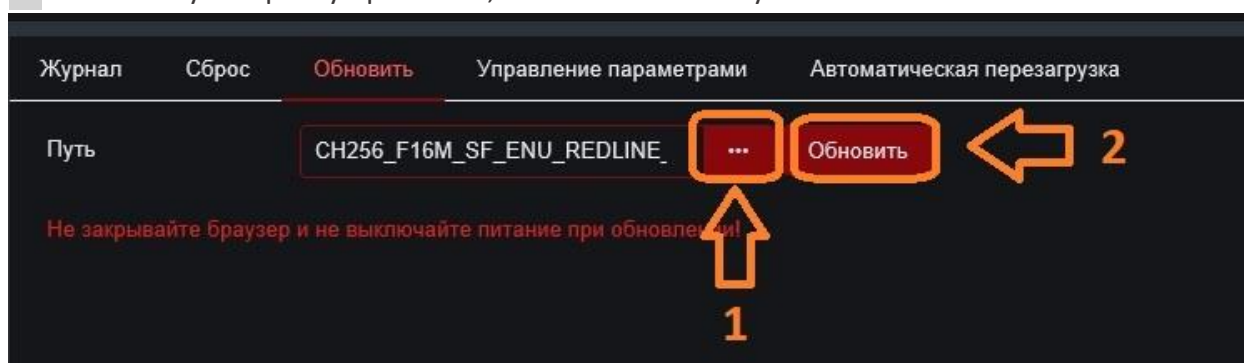 Журнал Сброс Обновить Управление параметрами Автоматическая перезагрузка
Путь CH256_F16M_SF_ENU_REDLINE_ ... Обновить 2
Не закрывайте браузер и не выключайте питание при обновлении!
1